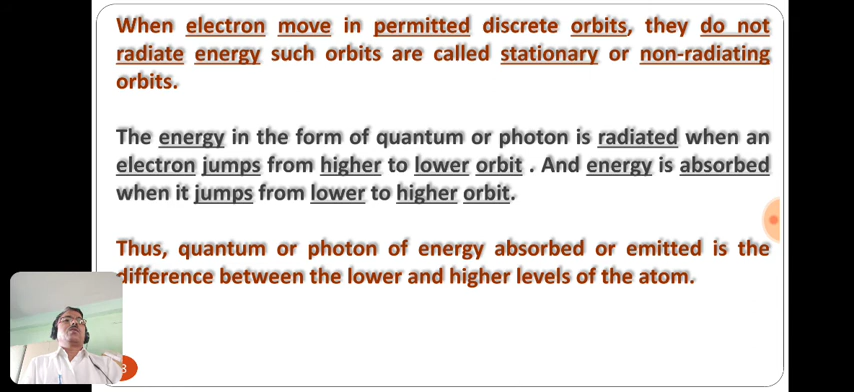 When electron move in permitted discrete orbits, they do not
radiate energy such orbits are called stationary or non-radiating
orbits.
The energy in the form of quantum or photon is radiated when an
electron jumps from higher to lower orbit . And energy is absorbed
when it jumps from lower to higher orbit.
Thus, quantum or photon of energy absorbed or emitted is the
difference between the lower and higher levels of the atom.